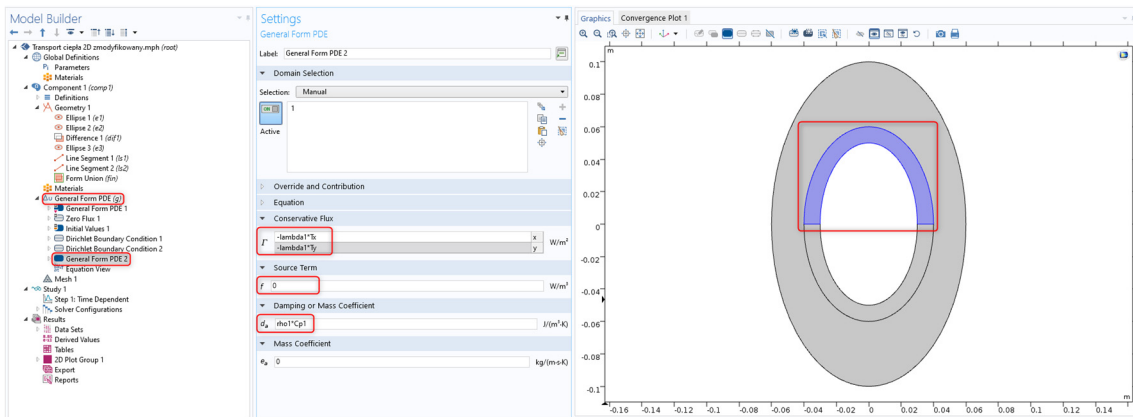 Model Builder
Transport ciepła 2D zmodyfikowany.mph (root)
Global Definitions
Pi Parameters
Materials
Component 1 (comp1)
Definitions
Geometry 1
Ellipse 1 (e1)
Ellipse 2 (e2)
Difference 1 (dif1)
Ellipse 3 (e3)
Line Segment 1 (ls1)
Line Segment 2 (ls2)
Form Union (fin)
Materials
Δu General Form PDE (g)
General Form PDE 1
Zero Flux 1
Initial Values 1
Dirichlet Boundary Condition 1
Dirichlet Boundary Condition 2
General Form PDE 2
Equation View
Mesh 1
Study 1
Step 1: Time Dependent
Solver Configurations
Results
Data Sets
Derived Values
Tables
2D Plot Group 1
Export
Reports
Settings
General Form PDE
Label: General Form PDE 2
Domain Selection
Selection: Manual
ON
Active
1
Override and Contribution
Equation
Conservative Flux
Γ
-lambda1*Tx x
-lambda1*Ty y
W/m²
Source Term
f 0 W/m³
Damping or Mass Coefficient
dₐ rho1*Cp1 J/(m³·K)
Mass Coefficient
eₐ 0 kg/(m·s·K)
Graphics Convergence Plot 1
m
0.1
0.08
0.06
0.04
0.02
0
-0.02
-0.04
-0.06
-0.08
-0.1
-0.16 -0.14 -0.12 -0.1 -0.08 -0.06 -0.04 -0.02 0 0.02 0.04 0.06 0.08 0.1 0.12 0.14
m